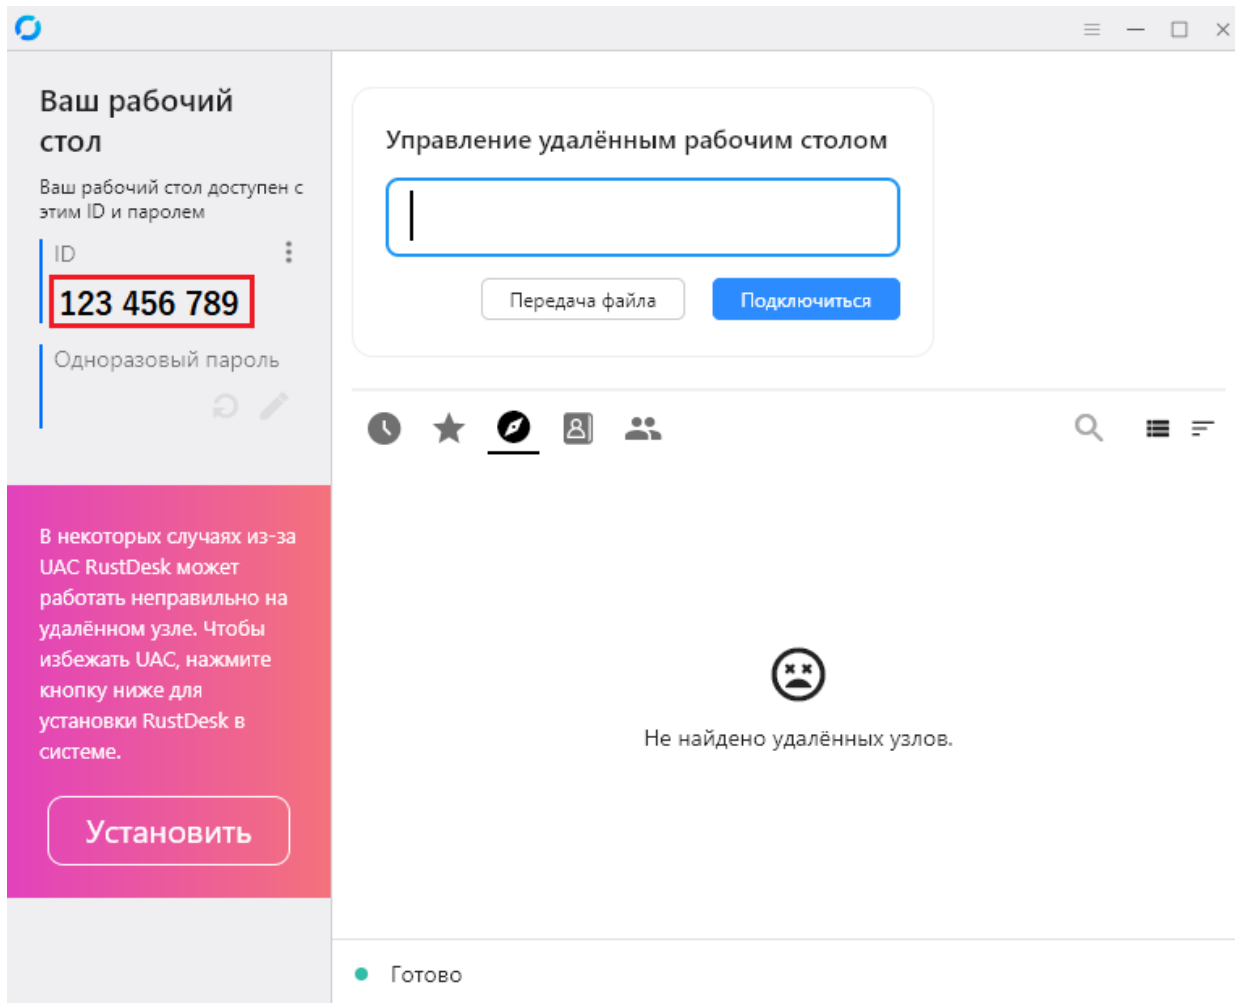 Ваш рабочий
стол
Ваш рабочий стол доступен с
этим ID и паролем
ID
123 456 789
Одноразовый пароль
В некоторых случаях из-за
UAC RustDesk может
работать неправильно на
удалённом узле. Чтобы
избежать UAC, нажмите
кнопку ниже для
установки RustDesk в
системе.
Установить
Управление удалённым рабочим столом
Передача файла
Подключиться
Не найдено удалённых узлов.
Готово